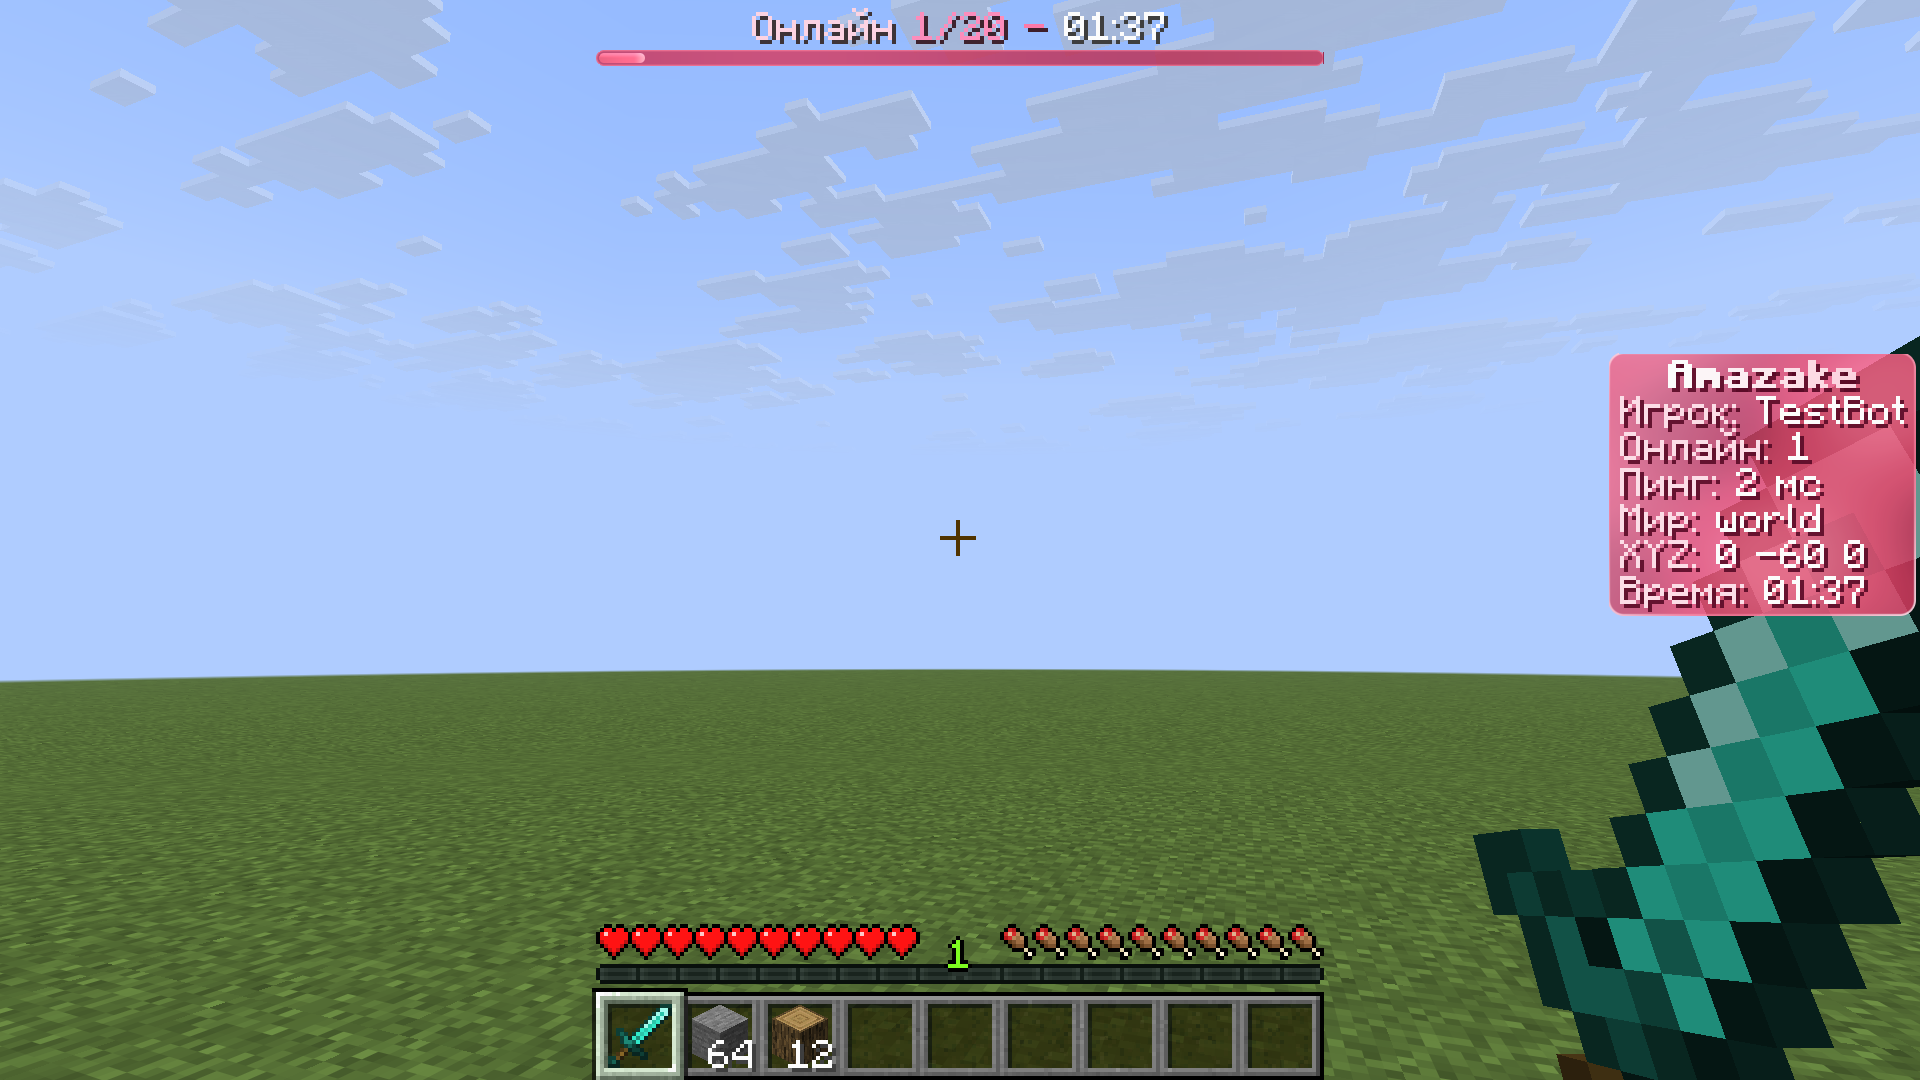 Онлайн 1/20 - 01:37
Amazake
Игрок: TestBot
Онлайн: 1
Пинг: 2 мс
Мир: world
XYZ: 0 -60 0
Время: 01:37
1
64
12